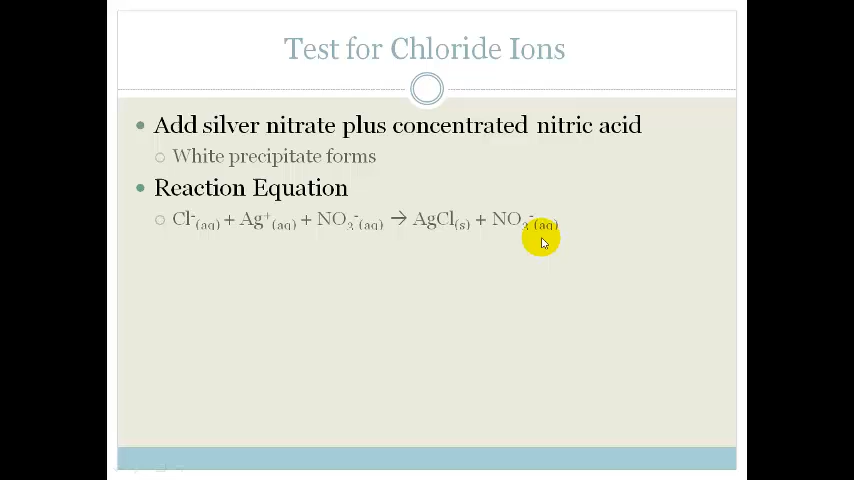 Test for Chloride Ions
Add silver nitrate plus concentrated nitric acid
White precipitate forms
Reaction Equation
Cl⁻(aq) + Ag⁺(aq) + NO₃⁻(aq) → AgCl(s) + NO₃⁻(aq)